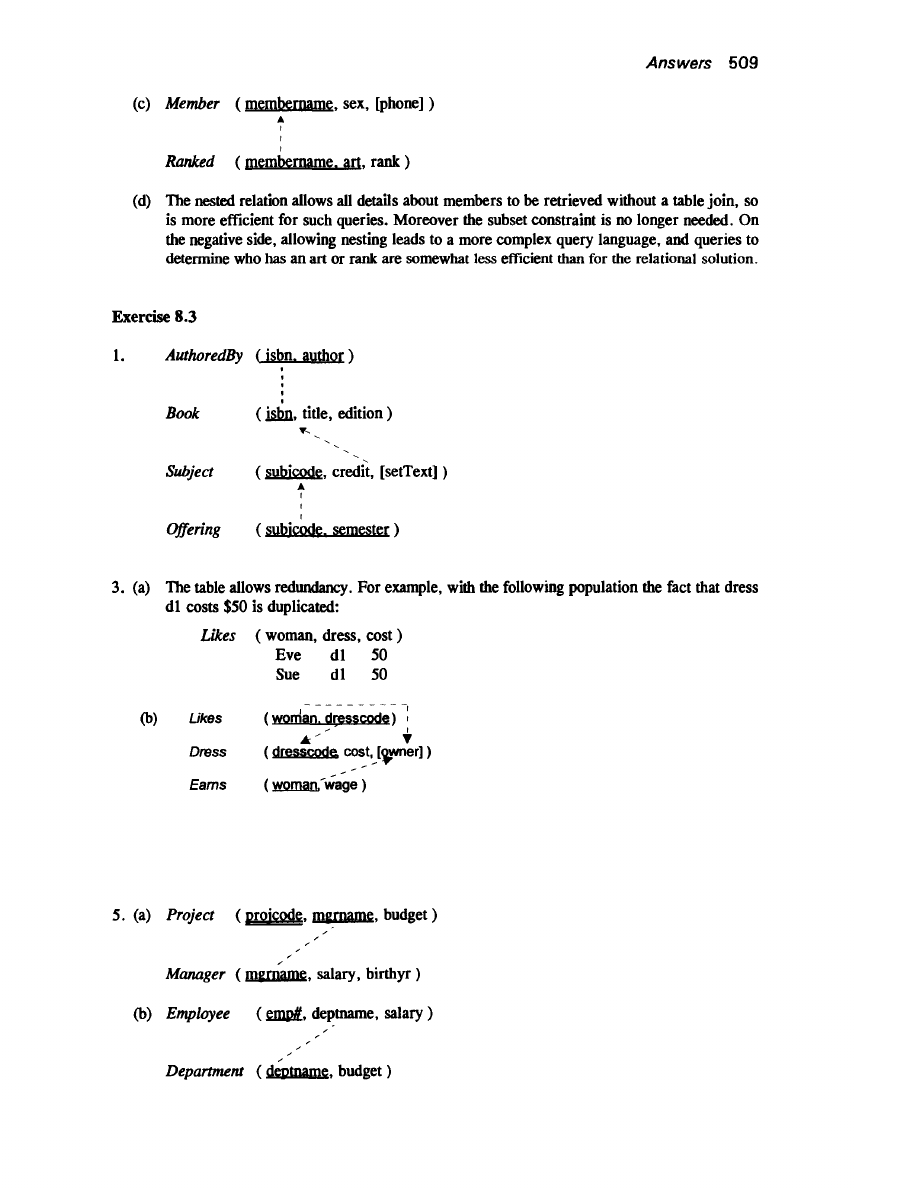 Answers 509
(c) Member ( membername, sex, [phone] )
Ranked ( membername, art, rank )
(d) The nested relation allows all details about members to be retrieved without a table join, so
is more efficient for such queries. Moreover the subset constraint is no longer needed. On
the negative side, allowing nesting leads to a more complex query language, and queries to
determine who has an art or rank are somewhat less efficient than for the relational solution.
Exercise 8.3
1. AuthoredBy ( isbn, author )
Book ( isbn, title, edition )
Subject ( subjcode, credit, [setText] )
Offering ( subjcode, semester )
3. (a) The table allows redundancy. For example, with the following population the fact that dress
d1 costs $50 is duplicated:
Likes ( woman, dress, cost )
Eve d1 50
Sue d1 50
(b) Likes ( woman, dresscode)
Dress ( dresscode, cost, [owner] )
Earns ( woman, wage )
5. (a) Project ( projcode, mgrname, budget )
Manager ( mgrname, salary, birthyr )
(b) Employee ( emp#, deptname, salary )
Department ( deptname, budget )